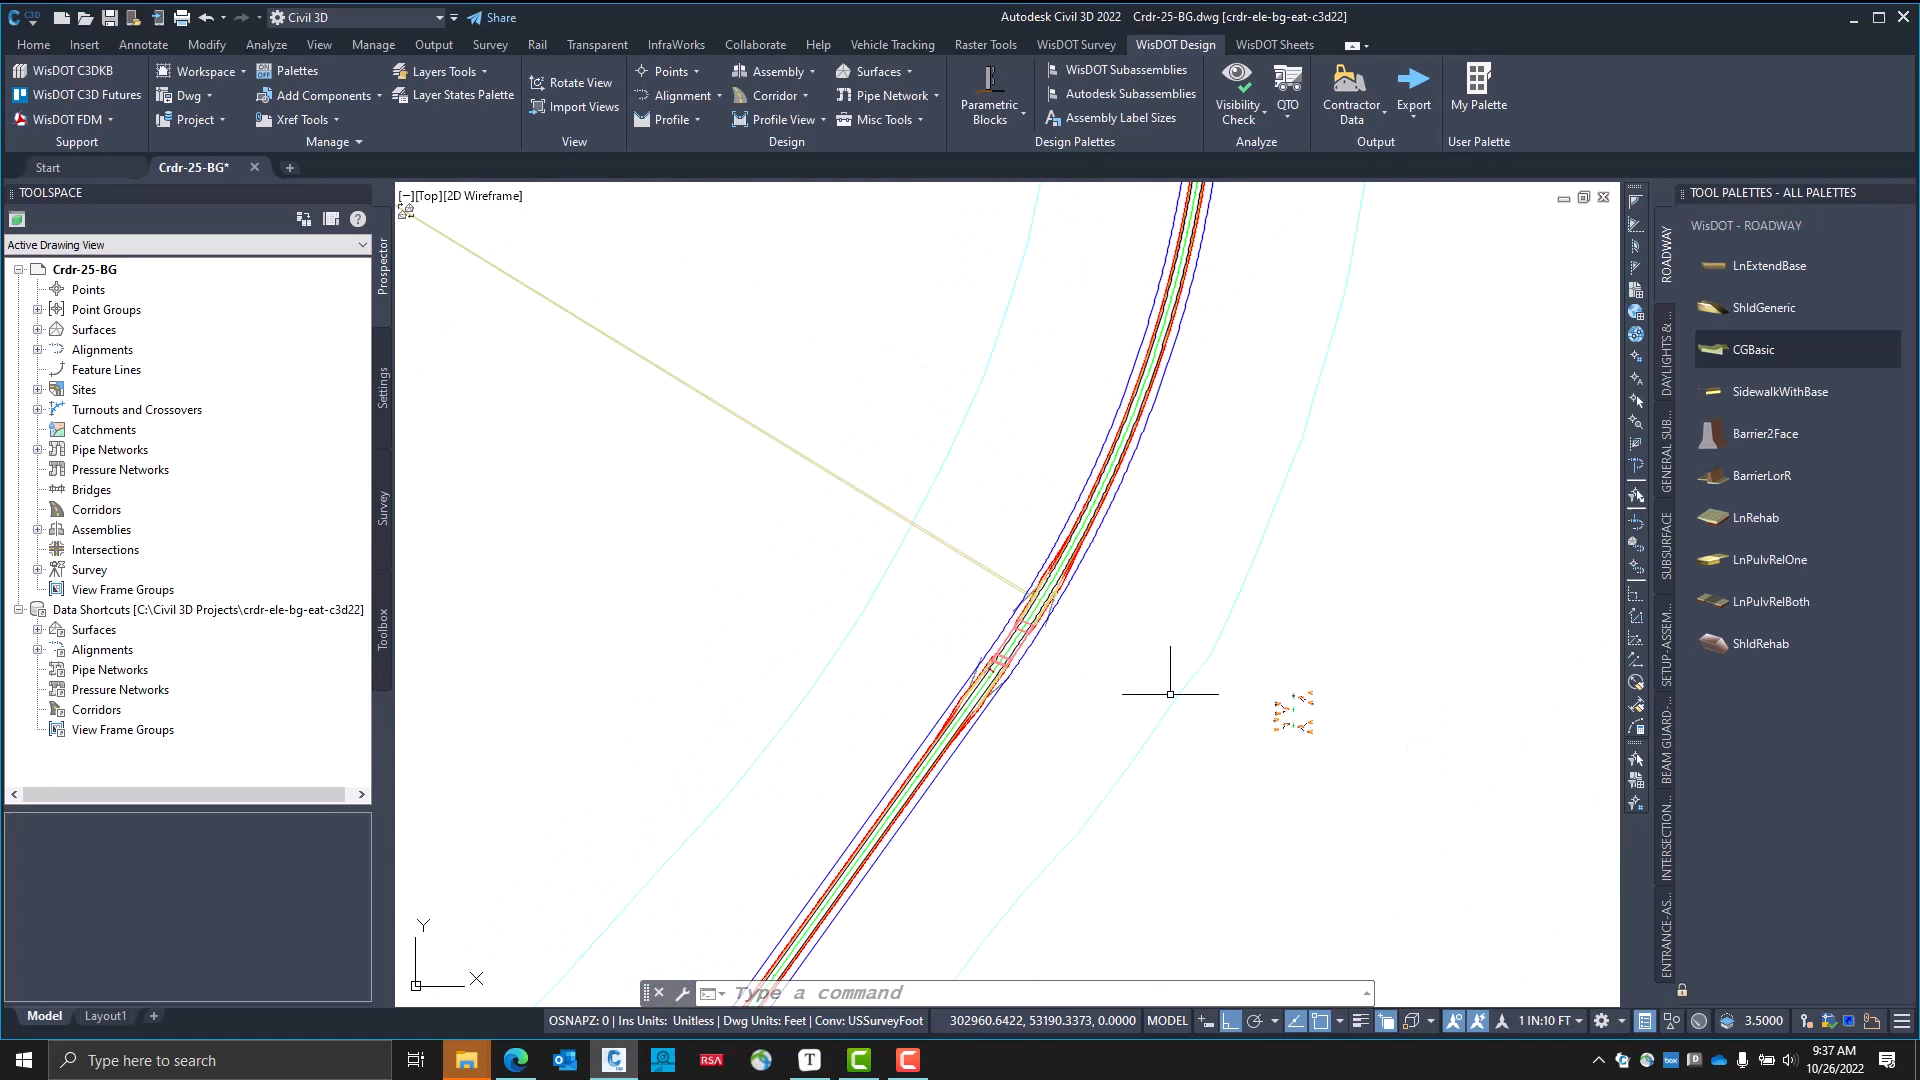 C3D
Civil 3D
Share
Autodesk Civil 3D 2022 Crdr-25-BG.dwg [crdr-ele-bg-eat-c3d22]
Home Insert Annotate Modify Analyze View Manage Output Survey Rail Transparent InfraWorks Collaborate Help Vehicle Tracking Raster Tools WisDOT Survey WisDOT Design WisDOT Sheets
WisDOT C3DKB
WisDOT C3D Futures
WisDOT FDM
Support
Workspace
Dwg
Project
Palettes
Add Components
Xref Tools
Layers Tools
Layer States Palette
Manage
Rotate View
Import Views
View
Points
Alignment
Profile
Assembly
Corridor
Profile View
Surfaces
Pipe Network
Misc Tools
Design
Parametric
Blocks
WisDOT Subassemblies
Autodesk Subassemblies
Assembly Label Sizes
Design Palettes
Visibility
Check
QTO
Analyze
Contractor
Data
Export
Output
My Palette
User Palette
Start
Crdr-25-BG*
TOOLSPACE
Active Drawing View
Crdr-25-BG
Points
Point Groups
Surfaces
Alignments
Feature Lines
Sites
Turnouts and Crossovers
Catchments
Pipe Networks
Pressure Networks
Bridges
Corridors
Assemblies
Intersections
Survey
View Frame Groups
Data Shortcuts [C:\Civil 3D Projects\crdr-ele-bg-eat-c3d22]
Surfaces
Alignments
Pipe Networks
Pressure Networks
Corridors
View Frame Groups
Prospector
Settings
Survey
Toolbox
[−][Top][2D Wireframe]
Y
X
Type a command
TOOL PALETTES - ALL PALETTES
WisDOT - ROADWAY
LnExtendBase
ShldGeneric
CGBasic
SidewalkWithBase
Barrier2Face
BarrierLorR
LnRehab
LnPulvRelOne
LnPulvRelBoth
ShldRehab
ROADWAY
DAYLIGHTS & ...
GENERAL SUB...
SUBSURFACE
SETUP-ASSEM...
BEAM GUARD-...
INTERSECTION...
ENTRANCE-AS...
Model
Layout1
OSNAPZ: 0 | Ins Units: Unitless | Dwg Units: Feet | Conv: USSurveyFoot
302960.6422, 53190.3373, 0.0000
MODEL
1 IN:10 FT
3.5000
Type here to search
RSA
9:37 AM
10/26/2022